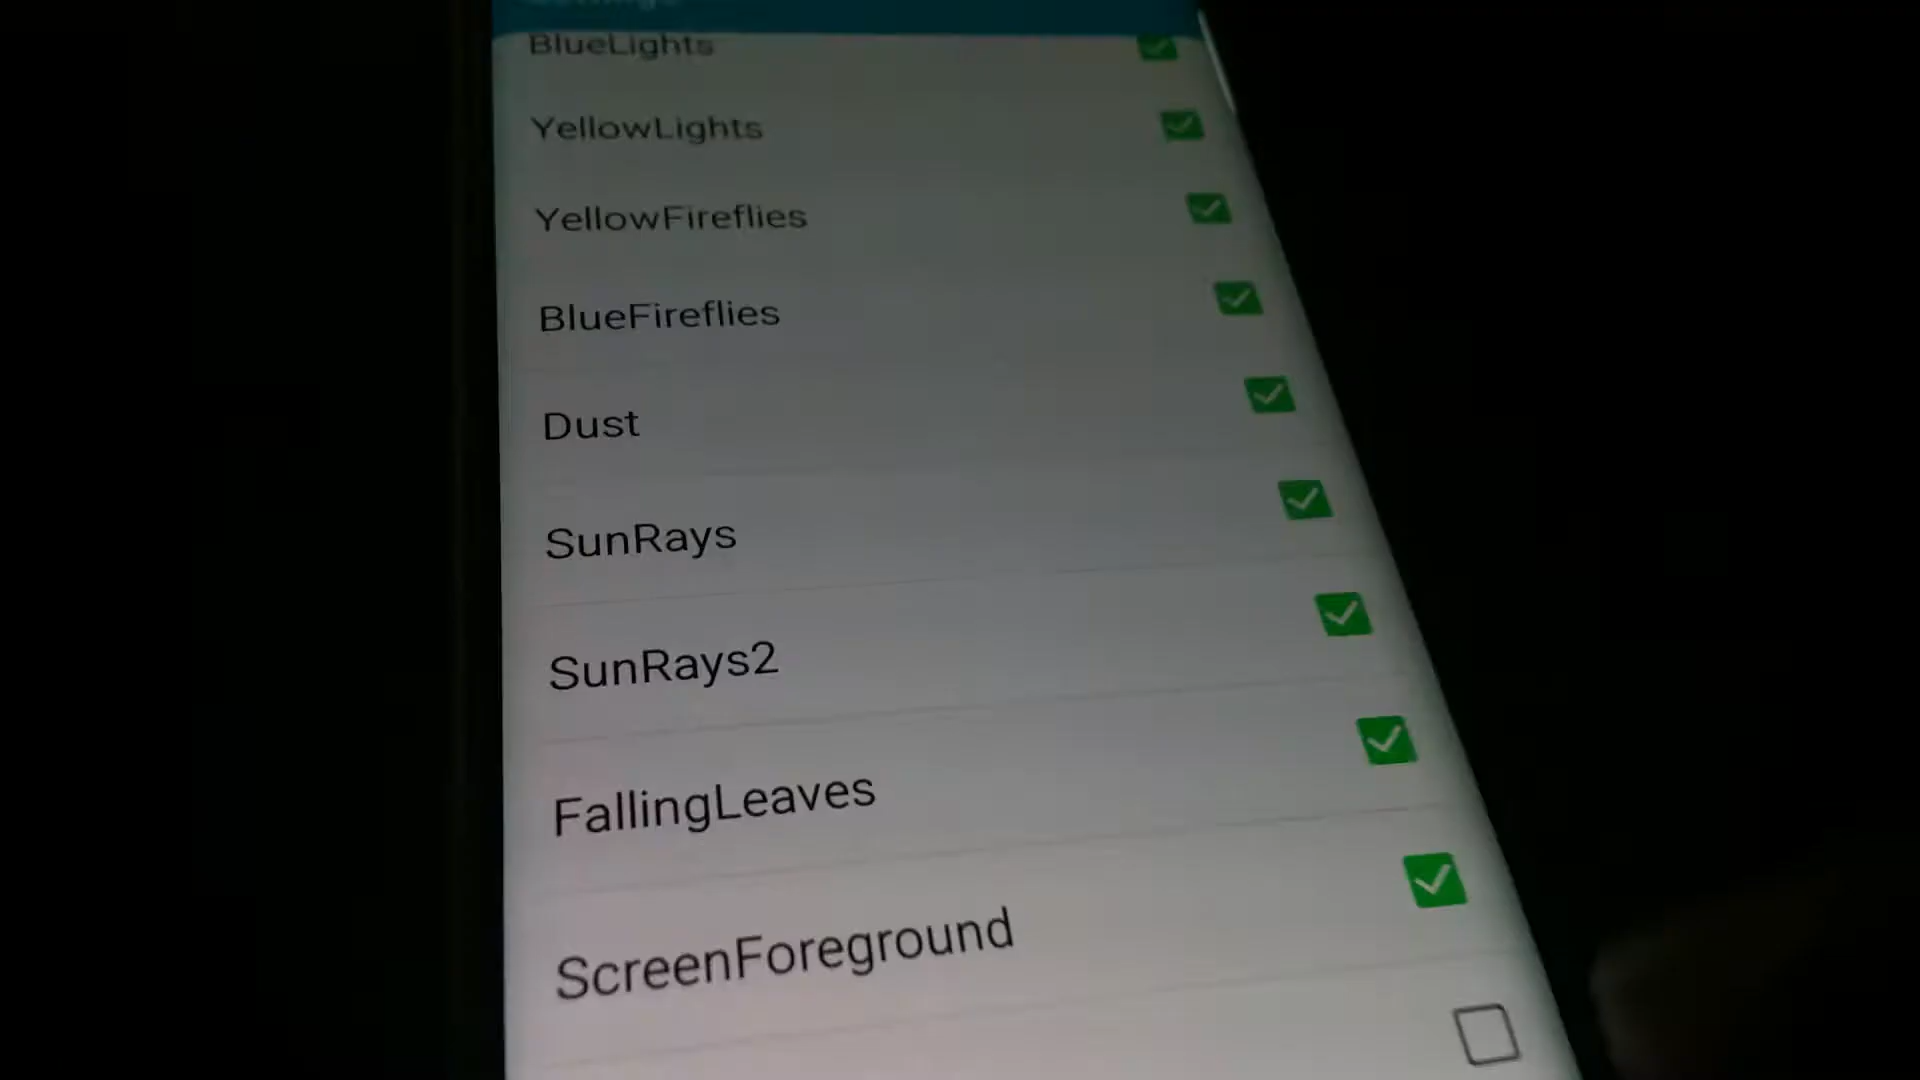 BlueLights
YellowLights
YellowFireflies
BlueFireflies
Dust
SunRays
SunRays2
FallingLeaves
ScreenForeground